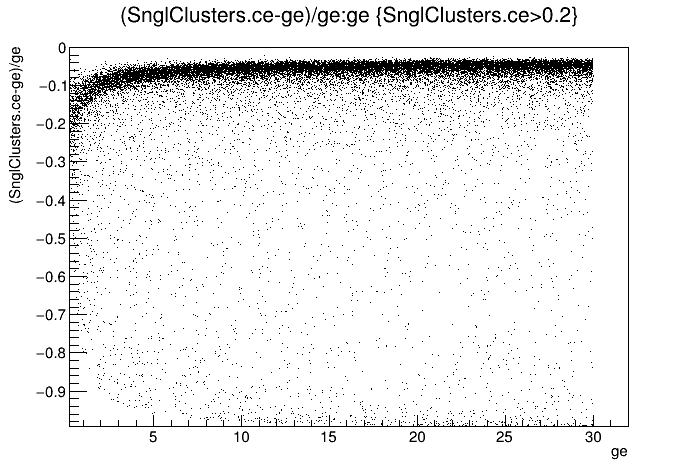 (SnglClusters.ce-ge)/ge:ge {SnglClusters.ce>0.2}
(SnglClusters.ce-ge)/ge
0
−0.1
−0.2
−0.3
−0.4
−0.5
−0.6
−0.7
−0.8
−0.9
5 10 15 20 25 30
ge